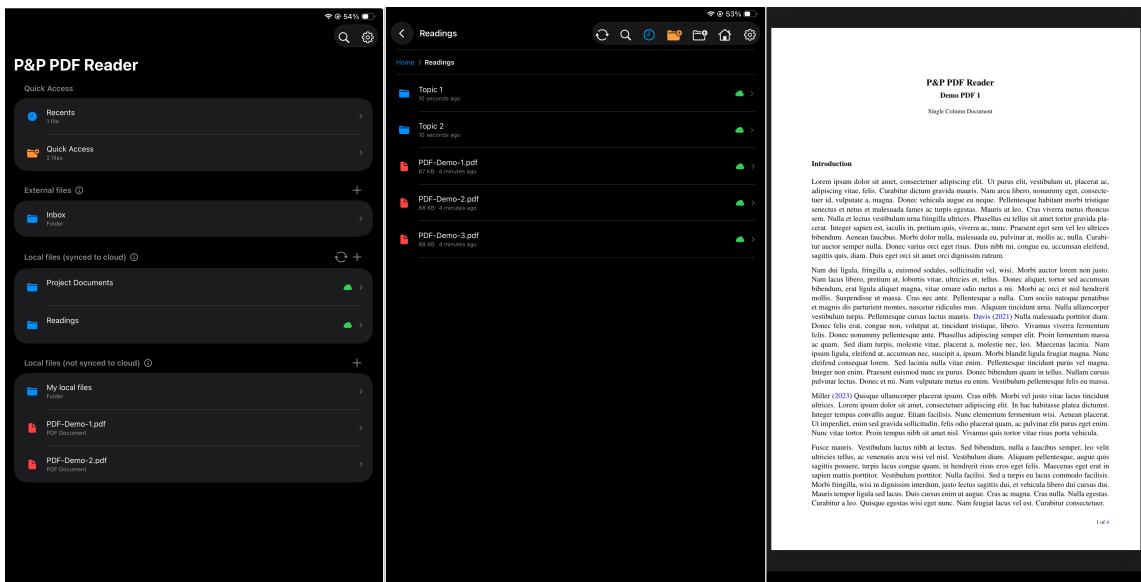 54%
P&P PDF Reader
Quick Access
Recents
1 file
Quick Access
2 files
External files
Inbox
Folder
Local files (synced to cloud)
Project Documents
Readings
Local files (not synced to cloud)
My local files
Folder
PDF-Demo-1.pdf
PDF Document
PDF-Demo-2.pdf
PDF Document
53%
Readings
Home > Readings
Topic 1
10 seconds ago
Topic 2
10 seconds ago
PDF-Demo-1.pdf
87 KB 4 minutes ago
PDF-Demo-2.pdf
88 KB 4 minutes ago
PDF-Demo-3.pdf
88 KB 4 minutes ago
P&P PDF Reader
Demo PDF 1
Single Column Document
Introduction
Lorem ipsum dolor sit amet, consectetuer adipiscing elit. Ut purus elit, vestibulum ut, placerat ac,
adipiscing vitae, felis. Curabitur dictum gravida mauris. Nam arcu libero, nonummy eget, consecte-
tuer id, vulputate a, magna. Donec vehicula augue eu neque. Pellentesque habitant morbi tristique
senectus et netus et malesuada fames ac turpis egestas. Mauris ut leo. Cras viverra metus rhoncus
sem. Nulla et lectus vestibulum urna fringilla ultrices. Phasellus eu tellus sit amet tortor gravida pla-
cerat. Integer sapien est, iaculis in, pretium quis, viverra ac, nunc. Praesent eget sem vel leo ultrices
bibendum. Aenean faucibus. Morbi dolor nulla, malesuada eu, pulvinar at, mollis ac, nulla. Curabi-
tur auctor semper nulla. Donec varius orci eget risus. Duis nibh mi, congue eu, accumsan eleifend,
sagittis quis, diam. Duis eget orci sit amet orci dignissim rutrum.
Nam dui ligula, fringilla a, euismod sodales, sollicitudin vel, wisi. Morbi auctor lorem non justo.
Nam lacus libero, pretium at, lobortis vitae, ultricies et, tellus. Donec aliquet, tortor sed accumsan
bibendum, erat ligula aliquet magna, vitae ornare odio metus a mi. Morbi ac orci et nisl hendrerit
mollis. Suspendisse ut massa. Cras nec ante. Pellentesque a nulla. Cum sociis natoque penatibus
et magnis dis parturient montes, nascetur ridiculus mus. Aliquam tincidunt urna. Nulla ullamcorper
vestibulum turpis. Pellentesque cursus luctus mauris. Davis (2021) Nulla malesuada porttitor diam.
Donec felis erat, congue non, volutpat at, tincidunt tristique, libero. Vivamus viverra fermentum
felis. Donec nonummy pellentesque ante. Phasellus adipiscing semper elit. Proin fermentum massa
ac quam. Sed diam turpis, molestie vitae, placerat a, molestie nec, leo. Maecenas lacinia. Nam
ipsum ligula, eleifend at, accumsan nec, suscipit a, ipsum. Morbi blandit ligula feugiat magna. Nunc
eleifend consequat lorem. Sed lacinia nulla vitae enim. Pellentesque tincidunt purus vel magna.
Integer non enim. Praesent euismod nunc eu purus. Donec bibendum quam in tellus. Nullam cursus
pulvinar lectus. Donec et mi. Nam vulputate metus eu enim. Vestibulum pellentesque felis eu massa.
Miller (2023) Quisque ullamcorper placerat ipsum. Cras nibh. Morbi vel justo vitae lacus tincidunt
ultrices. Lorem ipsum dolor sit amet, consectetuer adipiscing elit. In hac habitasse platea dictumst.
Integer tempus convallis augue. Etiam facilisis. Nunc elementum fermentum wisi. Aenean placerat.
Ut imperdiet, enim sed gravida sollicitudin, felis odio placerat quam, ac pulvinar elit purus eget enim.
Nunc vitae tortor. Proin tempus nibh sit amet nisl. Vivamus quis tortor vitae risus porta vehicula.
Fusce mauris. Vestibulum luctus nibh at lectus. Sed bibendum, nulla a faucibus semper, leo velit
ultricies tellus, ac venenatis arcu wisi vel nisl. Vestibulum diam. Aliquam pellentesque, augue quis
sagittis posuere, turpis lacus congue quam, in hendrerit risus eros eget felis. Maecenas eget erat in
sapien mattis porttitor. Vestibulum porttitor. Nulla facilisi. Sed a turpis eu lacus commodo facilisis.
Morbi fringilla, wisi in dignissim interdum, justo lectus sagittis dui, et vehicula libero dui cursus dui.
Mauris tempor ligula sed lacus. Duis cursus enim ut augue. Cras ac magna. Cras nulla. Nulla egestas.
Curabitur a leo. Quisque egestas wisi eget nunc. Nam feugiat lacus vel est. Curabitur consectetuer.
1 of 4